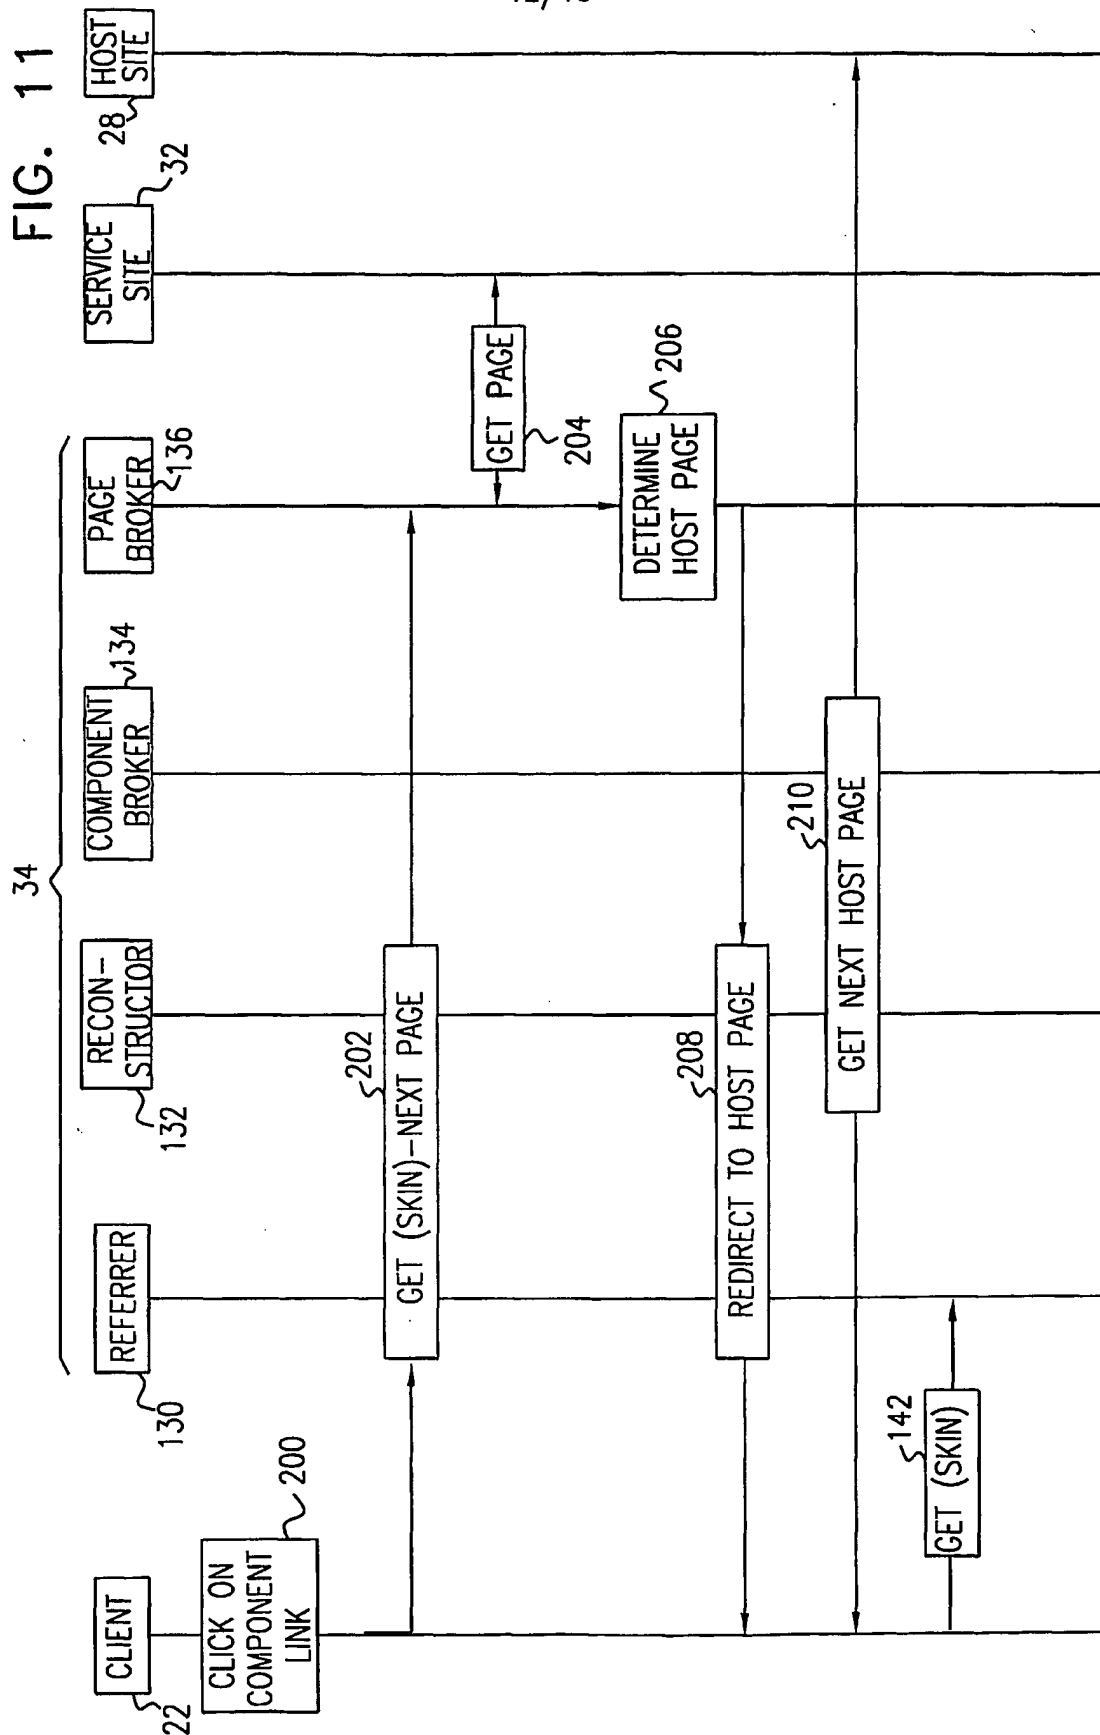 FIG. 11
34
CLIENT
22
REFERRER
130
RECON-
STRUCTOR
132
COMPONENT
BROKER
134
PAGE
BROKER
136
SERVICE
SITE
32
HOST
SITE
28
CLICK ON
COMPONENT
LINK
200
GET (SKIN)-NEXT PAGE
202
GET PAGE
204
DETERMINE
HOST PAGE
206
REDIRECT TO HOST PAGE
208
GET NEXT HOST PAGE
210
GET (SKIN)
142